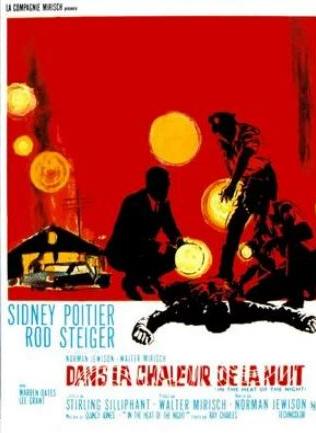 LA COMPAGNIE MIRISCH présente
SIDNEY POITIER
ROD STEIGER
NORMAN JEWISON - WALTER MIRISCH
DANS LA CHALEUR DE LA NUIT
(IN THE HEAT OF THE NIGHT)
WARREN OATES
LEE GRANT
STIRLING SILLIPHANT WALTER MIRISCH NORMAN JEWISON
QUINCY JONES "IN THE HEAT OF THE NIGHT" RAY CHARLES TECHNICOLOR